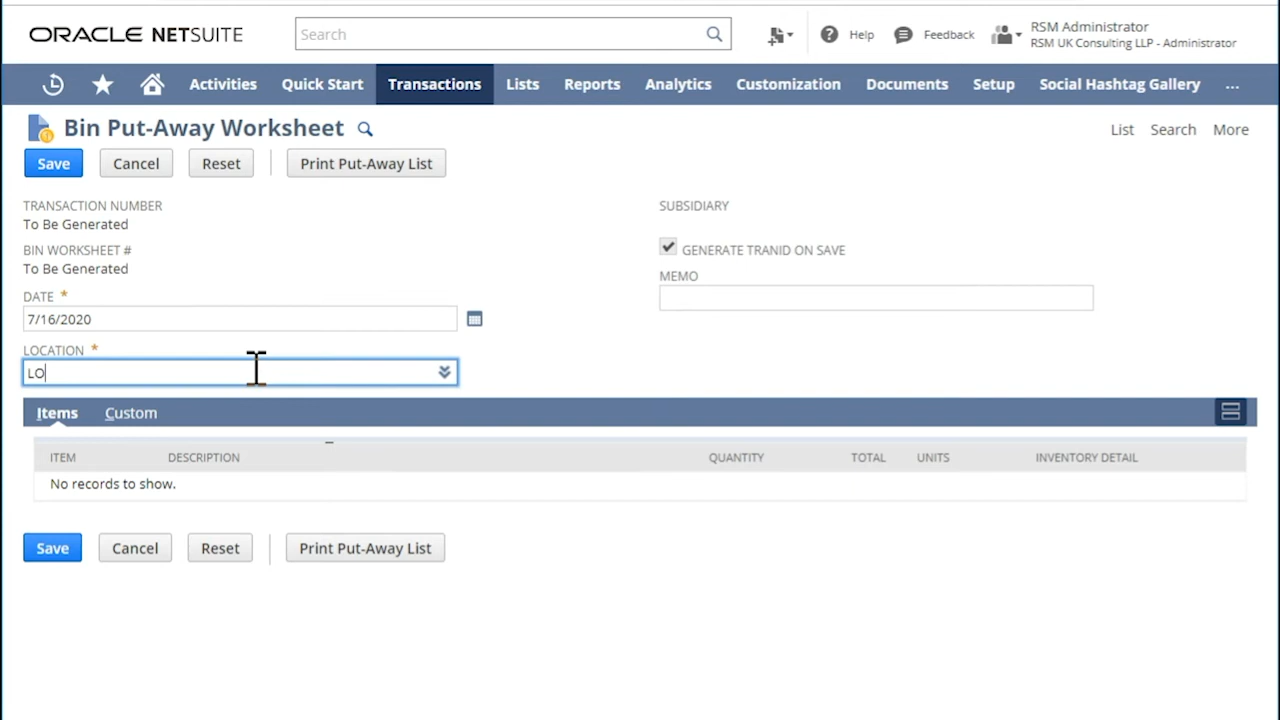 ORACLE NETSUITE
Search
Help
Feedback
RSM Administrator
RSM UK Consulting LLP - Administrator
Activities
Quick Start
Transactions
Lists
Reports
Analytics
Customization
Documents
Setup
Social Hashtag Gallery
...
Bin Put-Away Worksheet
List
Search
More
Save
Cancel
Reset
Print Put-Away List
TRANSACTION NUMBER
To Be Generated
BIN WORKSHEET #
To Be Generated
DATE *
7/16/2020
LOCATION *
LO
SUBSIDIARY
GENERATE TRANID ON SAVE
MEMO
Items
Custom
ITEM
DESCRIPTION
QUANTITY
TOTAL
UNITS
INVENTORY DETAIL
No records to show.
Save
Cancel
Reset
Print Put-Away List